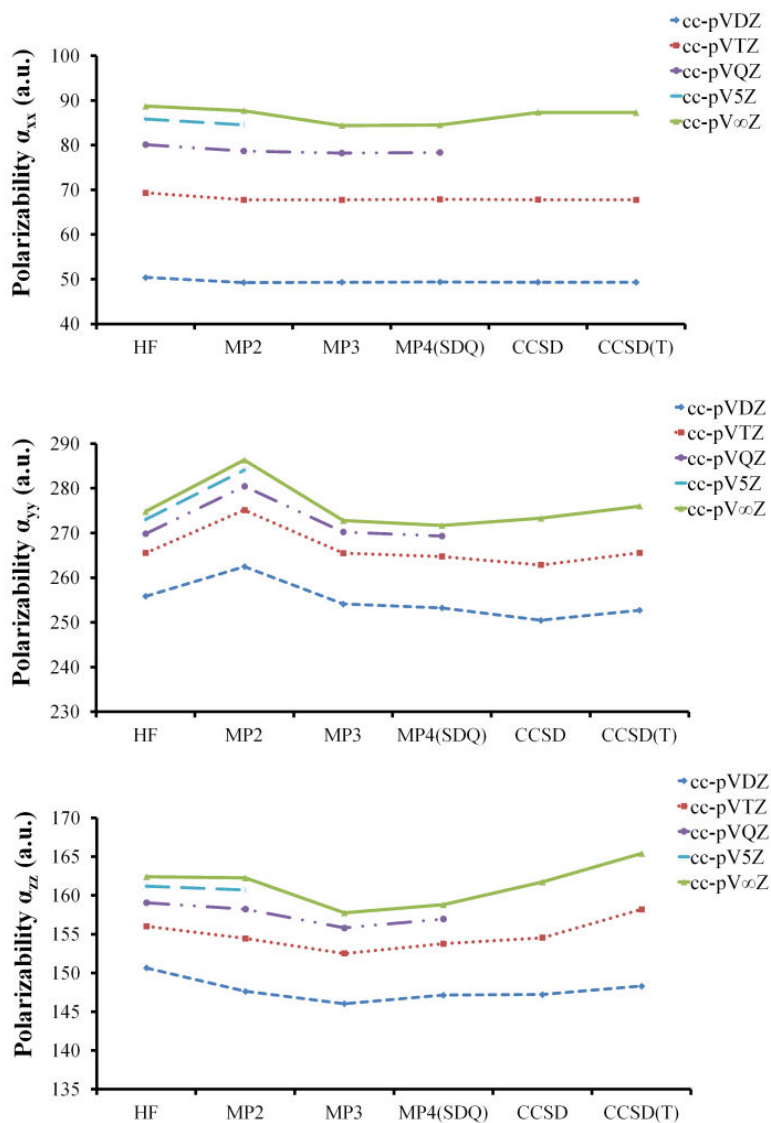 cc-pVDZ
cc-pVTZ
cc-pVQZ
cc-pV5Z
cc-pV∞Z
Polarizability αxx (a.u.)
100
90
80
70
60
50
40
HF MP2 MP3 MP4(SDQ) CCSD CCSD(T)
cc-pVDZ
cc-pVTZ
cc-pVQZ
cc-pV5Z
cc-pV∞Z
Polarizability αyy (a.u.)
290
280
270
260
250
240
230
HF MP2 MP3 MP4(SDQ) CCSD CCSD(T)
cc-pVDZ
cc-pVTZ
cc-pVQZ
cc-pV5Z
cc-pV∞Z
Polarizability αzz (a.u.)
170
165
160
155
150
145
140
135
HF MP2 MP3 MP4(SDQ) CCSD CCSD(T)